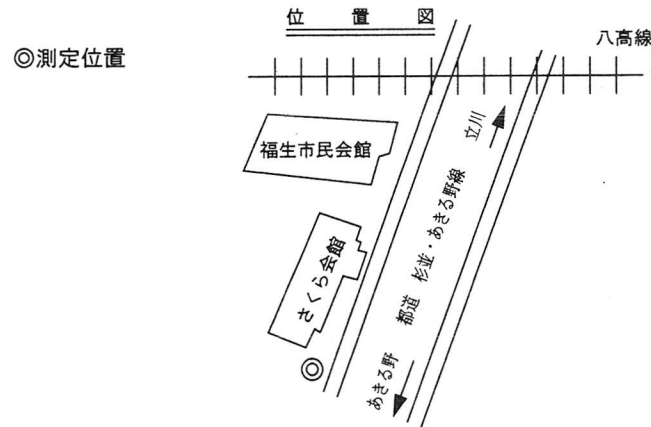 位置図
八高線
◎測定位置
福生市民会館
立川
さくら会館
都道 杉並・あきる野線
あきる野